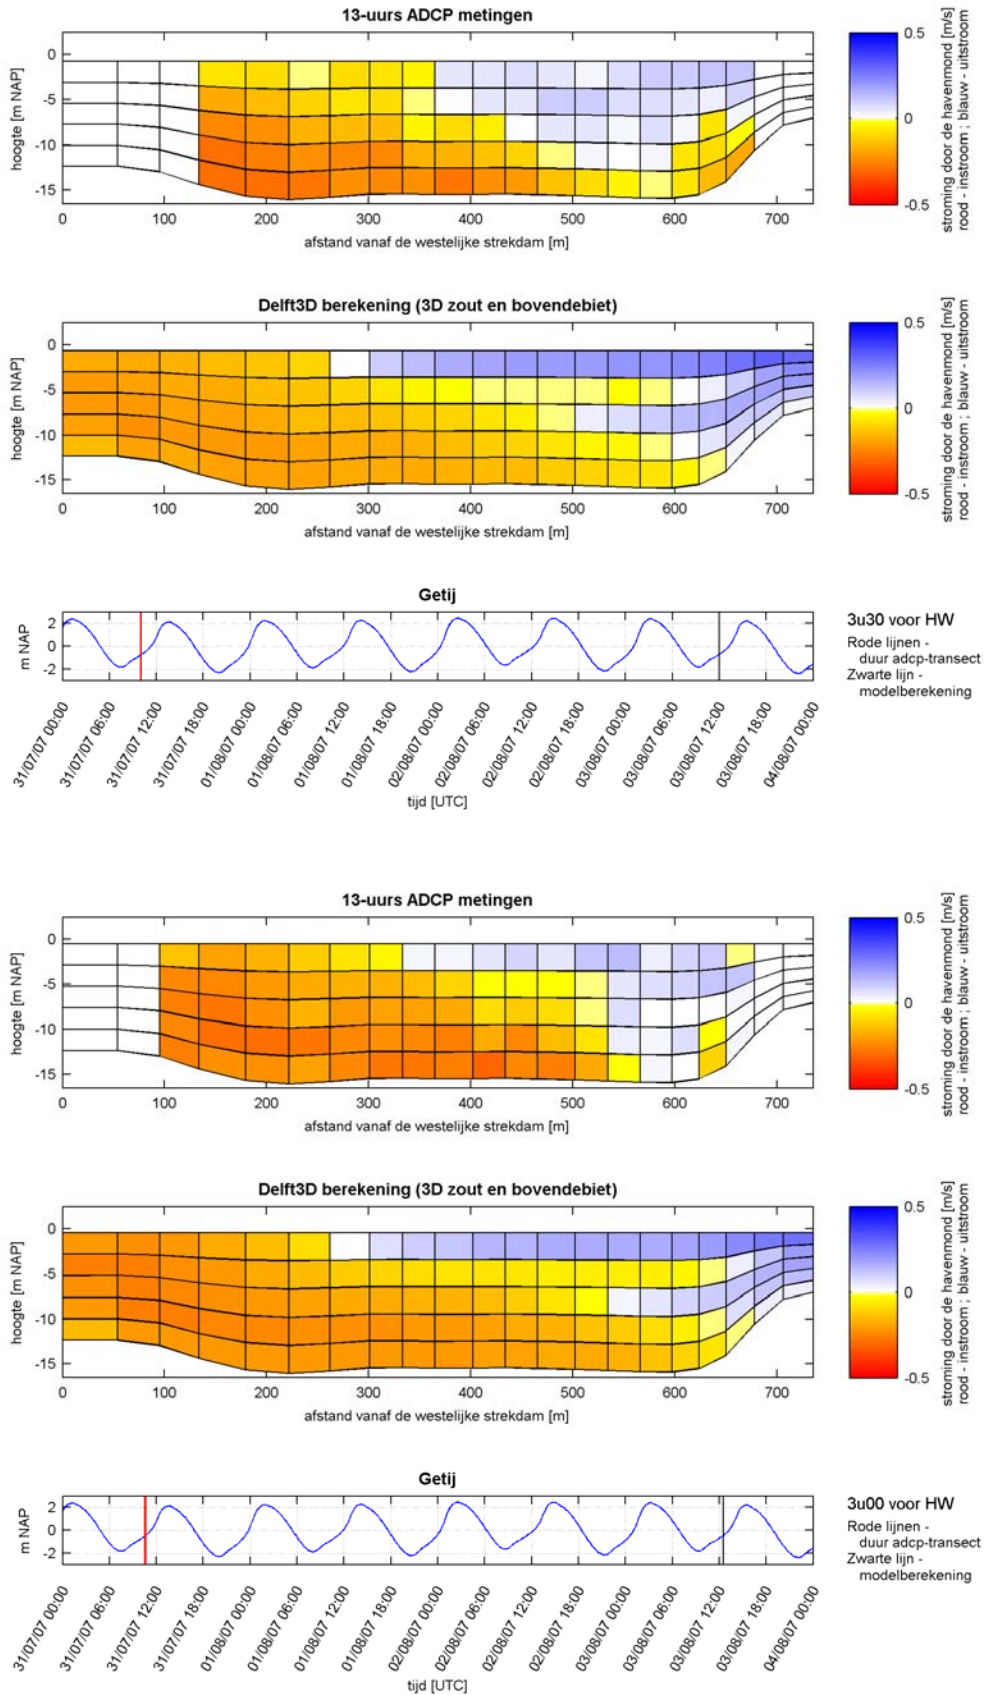 13-uurs ADCP metingen
hoogte [m NAP]
0
-5
-10
-15
0 100 200 300 400 500 600 700
afstand vanaf de westelijke strekdam [m]
0.5
0
-0.5
stroming door de havenmond [m/s]
rood - instroom ; blauw - uitstroom
Delft3D berekening (3D zout en bovendebiet)
hoogte [m NAP]
0
-5
-10
-15
0 100 200 300 400 500 600 700
afstand vanaf de westelijke strekdam [m]
0.5
0
-0.5
stroming door de havenmond [m/s]
rood - instroom ; blauw - uitstroom
Getij
m NAP
2
0
-2
31/07/07 00:00
31/07/07 06:00
31/07/07 12:00
31/07/07 18:00
01/08/07 00:00
01/08/07 06:00
01/08/07 12:00
01/08/07 18:00
02/08/07 00:00
02/08/07 06:00
02/08/07 12:00
02/08/07 18:00
03/08/07 00:00
03/08/07 06:00
03/08/07 12:00
03/08/07 18:00
04/08/07 00:00
tijd [UTC]
3u30 voor HW
Rode lijnen -
duur adcp-transect
Zwarte lijn -
modelberekening
13-uurs ADCP metingen
hoogte [m NAP]
0
-5
-10
-15
0 100 200 300 400 500 600 700
afstand vanaf de westelijke strekdam [m]
0.5
0
-0.5
stroming door de havenmond [m/s]
rood - instroom ; blauw - uitstroom
Delft3D berekening (3D zout en bovendebiet)
hoogte [m NAP]
0
-5
-10
-15
0 100 200 300 400 500 600 700
afstand vanaf de westelijke strekdam [m]
0.5
0
-0.5
stroming door de havenmond [m/s]
rood - instroom ; blauw - uitstroom
Getij
m NAP
2
0
-2
31/07/07 00:00
31/07/07 06:00
31/07/07 12:00
31/07/07 18:00
01/08/07 00:00
01/08/07 06:00
01/08/07 12:00
01/08/07 18:00
02/08/07 00:00
02/08/07 06:00
02/08/07 12:00
02/08/07 18:00
03/08/07 00:00
03/08/07 06:00
03/08/07 12:00
03/08/07 18:00
04/08/07 00:00
tijd [UTC]
3u00 voor HW
Rode lijnen -
duur adcp-transect
Zwarte lijn -
modelberekening